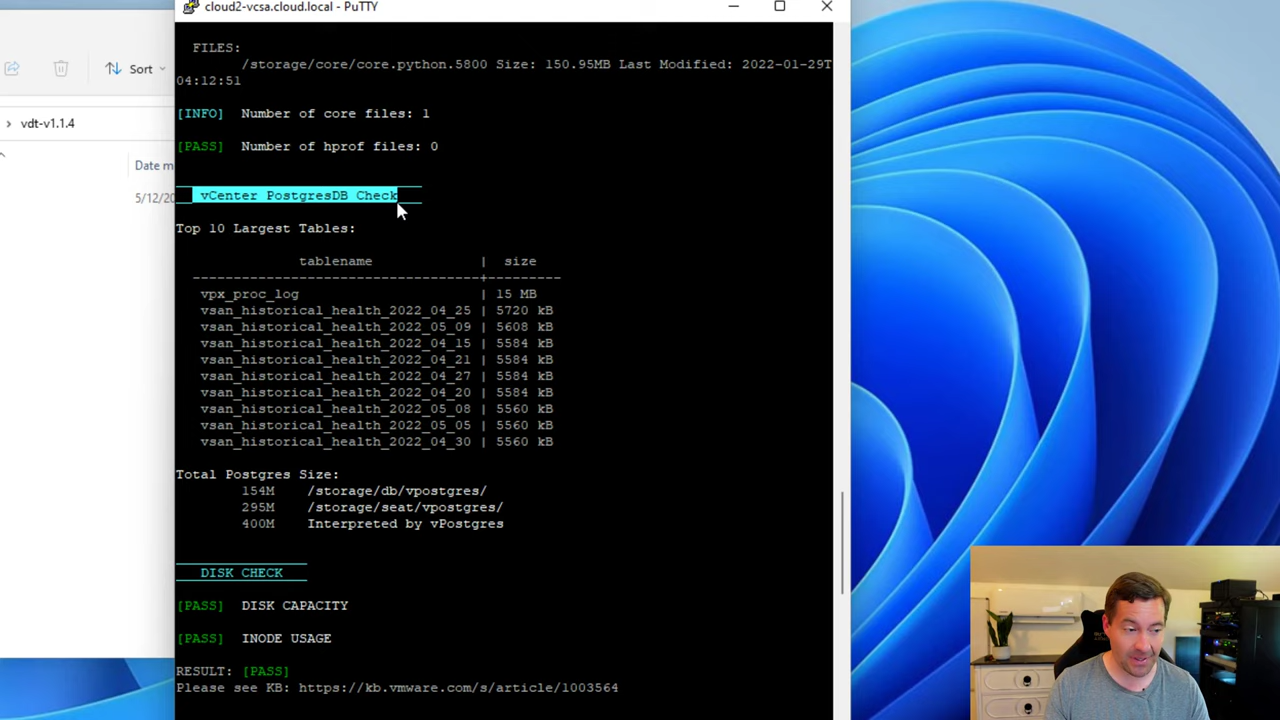 cloud2-vcsa.cloud.local - PuTTY
FILES:
/storage/core/core.python.5800 Size: 150.95MB Last Modified: 2022-01-29T
04:12:51
Sort
[INFO] Number of core files: 1
> vdt-v1.1.4
[PASS] Number of hprof files: 0
Date m
5/12/20
vCenter PostgresDB Check
Top 10 Largest Tables:
tablename | size
-----------------------------------+---------
vpx_proc_log | 15 MB
vsan_historical_health_2022_04_25 | 5720 kB
vsan_historical_health_2022_05_09 | 5608 kB
vsan_historical_health_2022_04_15 | 5584 kB
vsan_historical_health_2022_04_21 | 5584 kB
vsan_historical_health_2022_04_27 | 5584 kB
vsan_historical_health_2022_04_20 | 5584 kB
vsan_historical_health_2022_05_08 | 5560 kB
vsan_historical_health_2022_05_05 | 5560 kB
vsan_historical_health_2022_04_30 | 5560 kB
Total Postgres Size:
154M /storage/db/vpostgres/
295M /storage/seat/vpostgres/
400M Interpreted by vPostgres
DISK CHECK
[PASS] DISK CAPACITY
[PASS] INODE USAGE
RESULT: [PASS]
Please see KB: https://kb.vmware.com/s/article/1003564